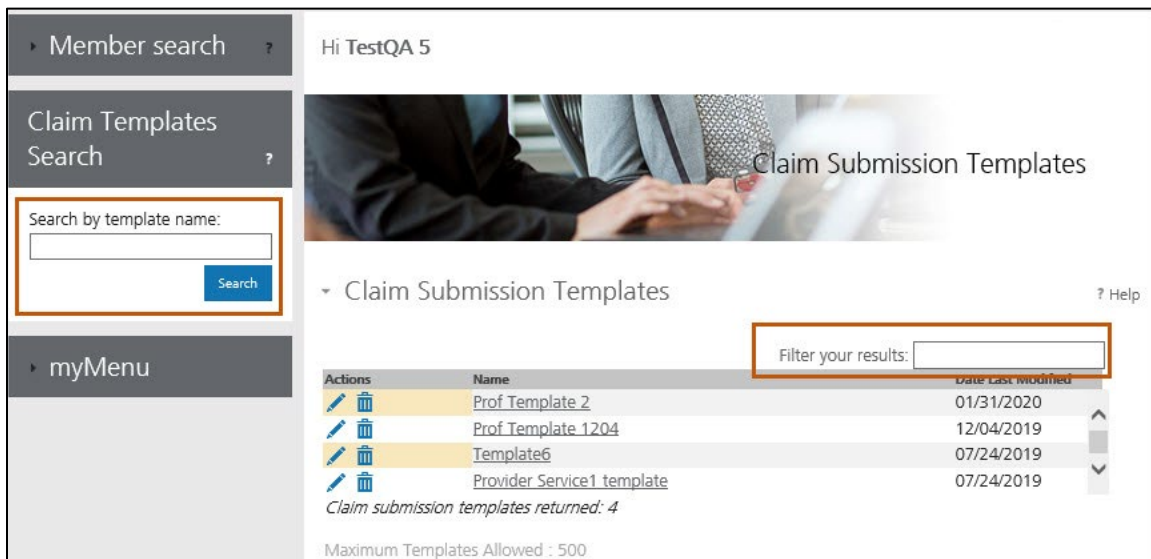 Member search ?
Claim Templates
Search ?
Search by template name:
Search
myMenu
Hi TestQA 5
Claim Submission Templates
Claim Submission Templates
? Help
Filter your results:
Actions Name Date Last Modified
Prof Template 2 01/31/2020
Prof Template 1204 12/04/2019
Template6 07/24/2019
Provider Service1 template 07/24/2019
Claim submission templates returned: 4
Maximum Templates Allowed : 500